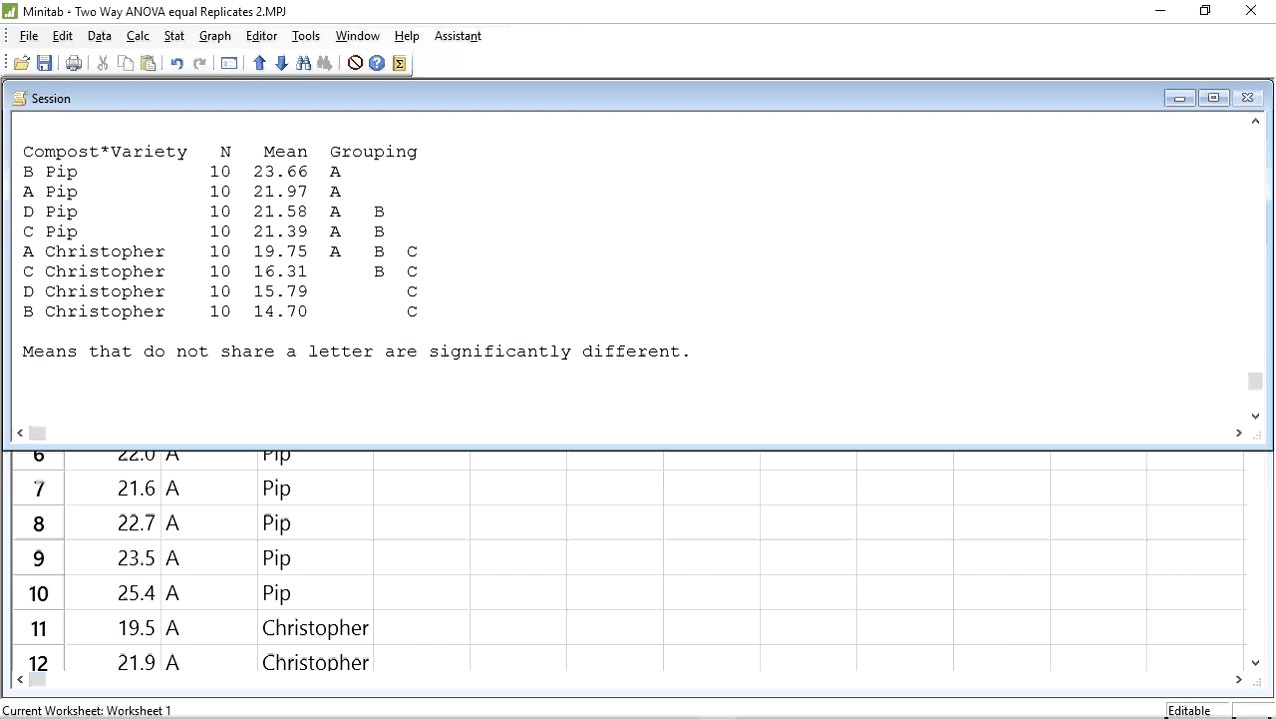 Minitab - Two Way ANOVA equal Replicates 2.MPJ
File Edit Data Calc Stat Graph Editor Tools Window Help Assistant
Session
Compost*Variety N Mean Grouping
B Pip 10 23.66 A
A Pip 10 21.97 A
D Pip 10 21.58 A B
C Pip 10 21.39 A B
A Christopher 10 19.75 A B C
C Christopher 10 16.31 B C
D Christopher 10 15.79 C
B Christopher 10 14.70 C
Means that do not share a letter are significantly different.
6 22.0 A Pip
7 21.6 A Pip
8 22.7 A Pip
9 23.5 A Pip
10 25.4 A Pip
11 19.5 A Christopher
12 21.9 A Christopher
Current Worksheet: Worksheet 1 Editable